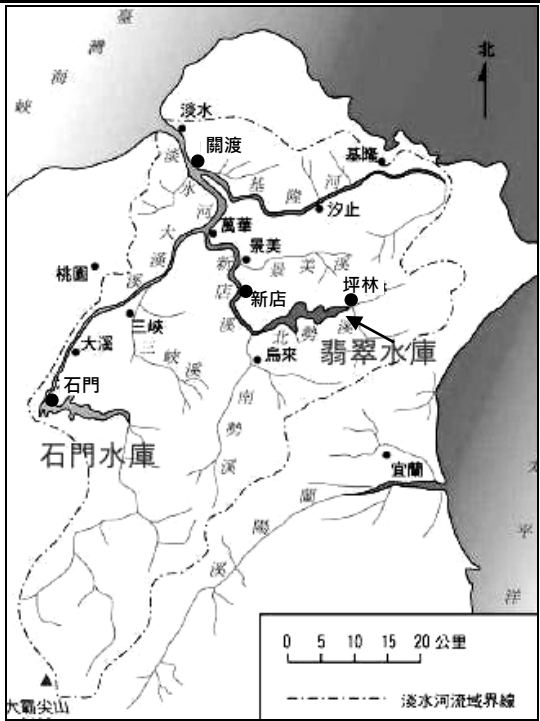 臺灣海峽
北
淡水
關渡
基隆
淡水河
基隆河
汐止
萬華
大漢溪
景美
景美溪
新店溪
桃園
新店
坪林
北勢溪
三峽
三峽溪
翡翠水庫
大溪
烏來
石門
南勢溪
石門水庫
宜蘭
蘭陽溪
太平洋
大霸尖山
0 5 10 15 20 公里
淡水河流域界線